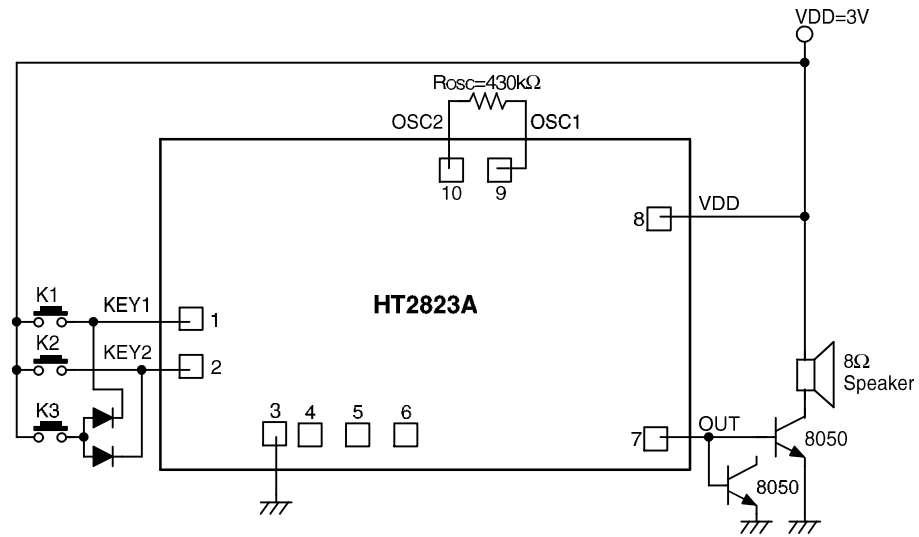 VDD=3V
ROSC=430kΩ
OSC2
OSC1
10
9
8
VDD
HT2823A
K1
KEY1
1
K2
KEY2
2
K3
3
4
5
6
7
OUT
8Ω
Speaker
8050
8050